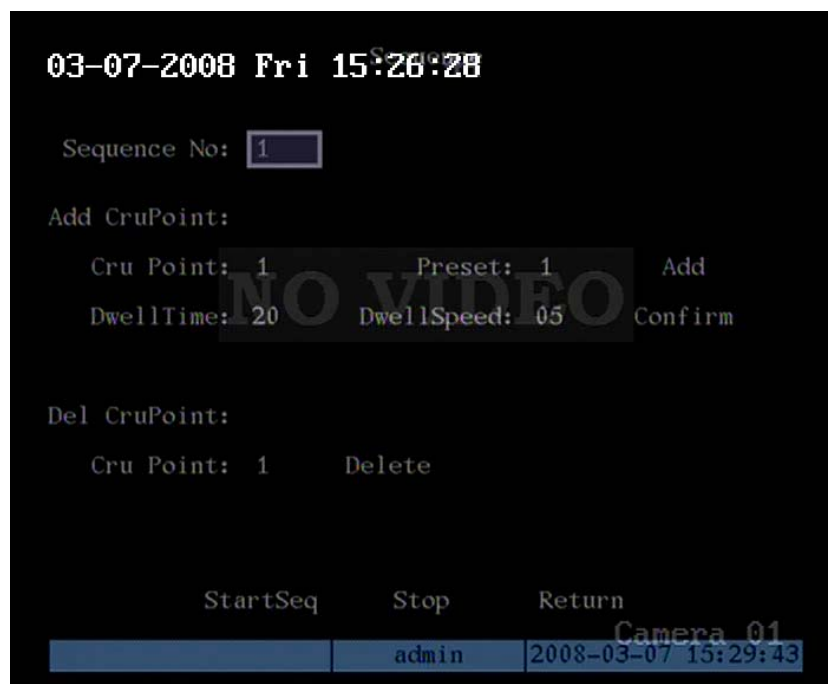 Sequence
03-07-2008 Fri 15:26:28
Sequence No: 1
Add CruPoint:
Cru Point: 1 Preset: 1 Add
NO VIDEO
DwellTime: 20 DwellSpeed: 05 Confirm
Del CruPoint:
Cru Point: 1 Delete
StartSeq Stop Return
Camera 01
admin 2008-03-07 15:29:43